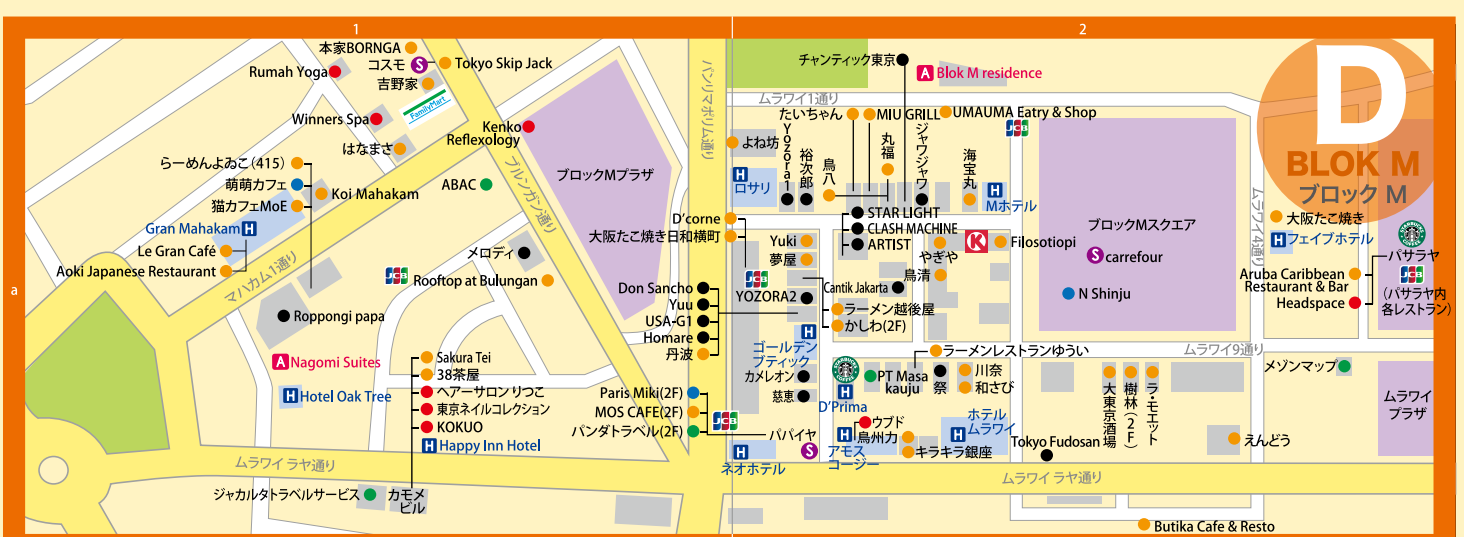 1
2
a
D
BLOK M
ブロック M
本家BORNGA
コスモ
S
Tokyo Skip Jack
Rumah Yoga
吉野家
FamilyMart
Winners Spa
はなまさ
Kenko
Reflexology
らーめんよゐこ(415)
萌萌カフェ
猫カフェMoE
Koi Mahakam
ABAC
Gran Mahakam H
Le Gran Café
Aoki Japanese Restaurant
マハカム1通り
ブルンガン通り
ブロックMプラザ
パンリマポリム通り
メロディ
JCB
Rooftop at Bulungan
Roppongi papa
A Nagomi Suites
H Hotel Oak Tree
Sakura Tei
38茶屋
ヘアーサロンりつこ
東京ネイルコレクション
KOKUO
H Happy Inn Hotel
ムラワイ ラヤ通り
ジャカルタトラベルサービス
カモメ
ビル
D'corne
大阪たこ焼き日和横町
Don Sancho
Yuu
USA-G1
Homare
丹波
Paris Miki(2F)
MOS CAFE(2F)
パンダトラベル(2F)
JCB
パパイヤ
S
H
ネオホテル
チャンティック東京
A Blok M residence
ムラワイ1通り
たいちゃん
MIU GRILL
UMAUMA Eatry & Shop
JCB
よね坊
H
ロサリ
Yozora1
裕次郎
鳥八
丸福
ジャワジャワ
海宝丸
H
Mホテル
STAR LIGHT
CLASH MACHINE
ARTIST
Yuki
夢屋
JCB
YOZORA2
やぎや
K
Filosotiopi
鳥清
Cantik Jakarta
ラーメン越後屋
かしわ(2F)
H
ゴールデン
ブティック
カメレオン
慈恵
STARBUCKS
H
D'Prima
PT Masa
kauju
ラーメンレストランゆうい
祭
川奈
和さび
ウブド
H
鳥州力
アモス
コージー
キラキラ銀座
H
ホテル
ムラワイ
ブロックMスクエア
S carrefour
N Shinju
ムラワイ4通り
大阪たこ焼き
H フェイブホテル
STARBUCKS
パサラヤ
JCB
(パサラヤ内
各レストラン)
Aruba Caribbean
Restaurant & Bar
Headspace
ムラワイ9通り
メゾンマップ
ムラワイ
プラザ
Tokyo Fudosan
大東京酒場
樹林(2F)
ラ・モエット
えんどう
ムラワイ ラヤ通り
Butika Cafe & Resto